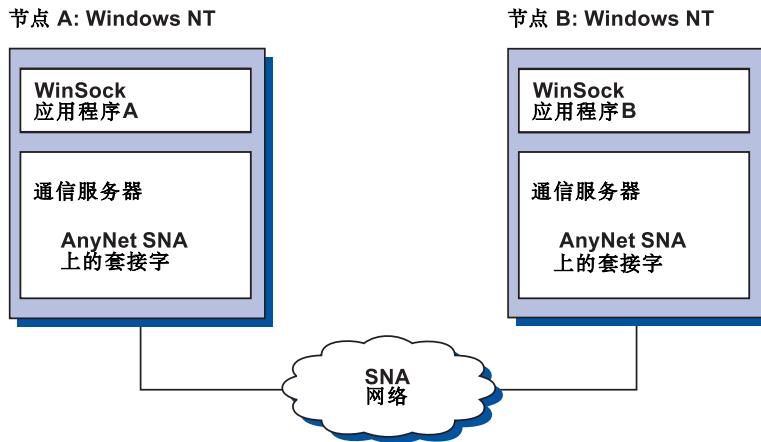 节点 A: Windows NT
WinSock
应用程序A
通信服务器
AnyNet SNA
上的套接字
节点 B: Windows NT
WinSock
应用程序B
通信服务器
AnyNet SNA
上的套接字
SNA
网络